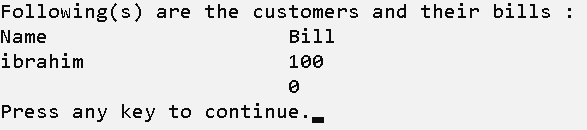 Following(s) are the customers and their bills :
Name Bill
ibrahim 100
0
Press any key to continue.